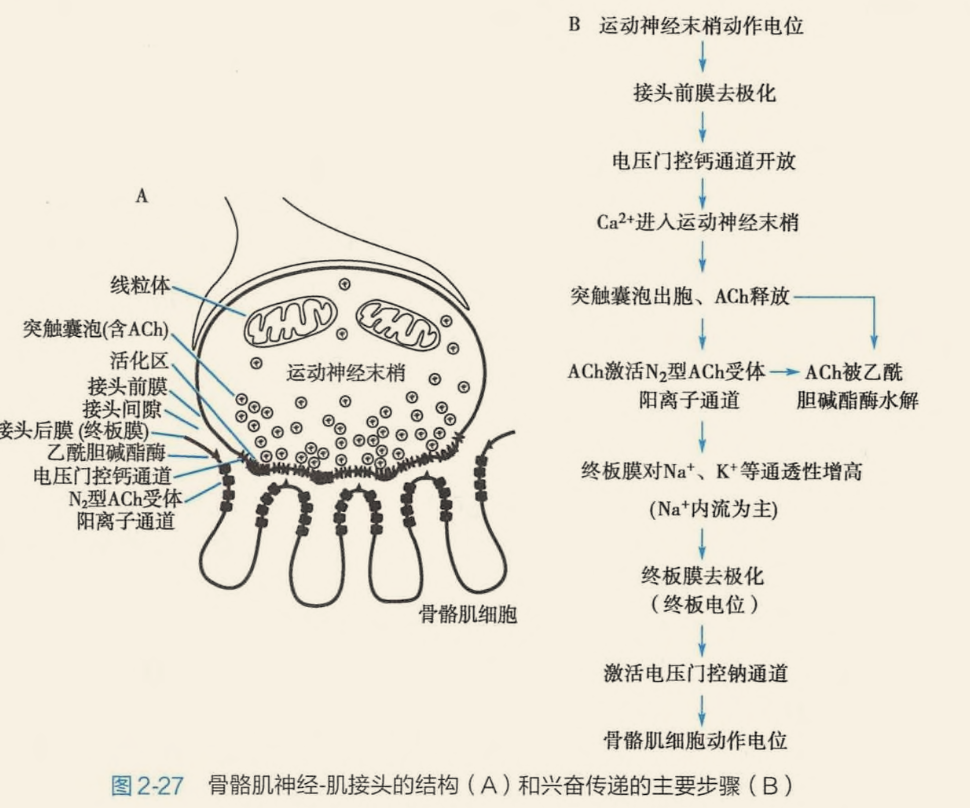 A
线粒体
突触囊泡(含ACh)
活化区
接头前膜
接头间隙
接头后膜(终板膜)
乙酰胆碱酯酶
电压门控钙通道
N₂型ACh受体
阳离子通道
运动神经末梢
骨骼肌细胞
B 运动神经末梢动作电位
接头前膜去极化
电压门控钙通道开放
Ca²⁺进入运动神经末梢
突触囊泡出胞、ACh释放
ACh激活N₂型ACh受体
阳离子通道
ACh被乙酰
胆碱酯酶水解
终板膜对Na⁺、K⁺等通透性增高
(Na⁺内流为主)
终板膜去极化
(终板电位)
激活电压门控钠通道
骨骼肌细胞动作电位
图2-27 骨骼肌神经-肌接头的结构(A)和兴奋传递的主要步骤(B)